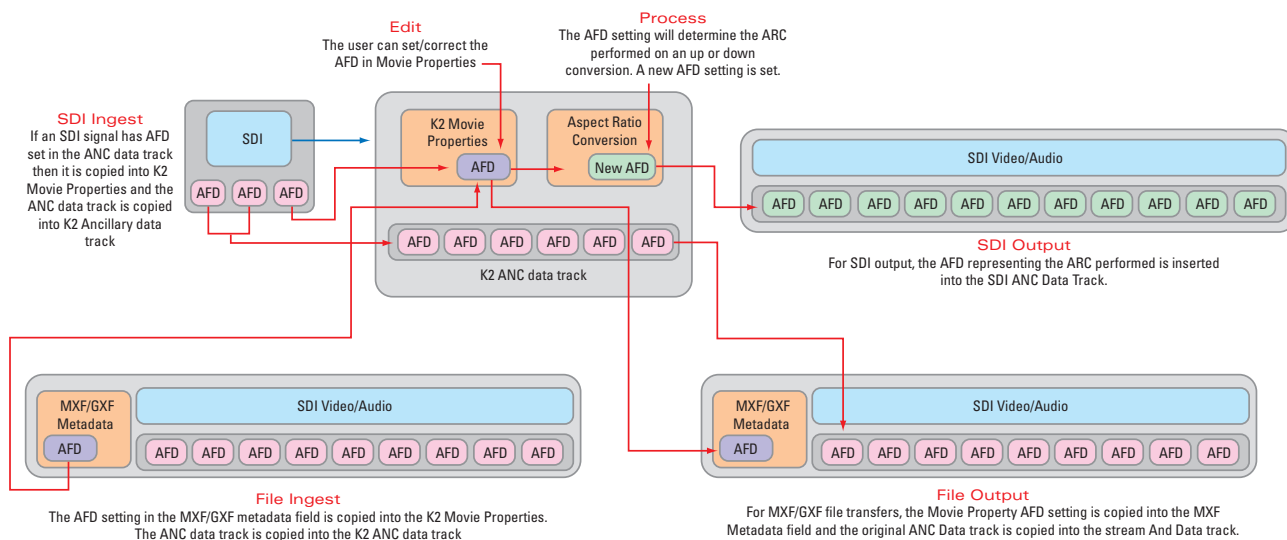 Edit
The user can set/correct the
AFD in Movie Properties
Process
The AFD setting will determine the ARC
performed on an up or down
conversion. A new AFD setting is set.
SDI Ingest
If an SDI signal has AFD
set in the ANC data track
then it is copied into K2
Movie Properties and the
ANC data track is copied
into K2 Ancillary data
track
SDI
AFD AFD AFD
K2 Movie
Properties
AFD
Aspect Ratio
Conversion
New AFD
AFD AFD AFD AFD AFD AFD
K2 ANC data track
SDI Video/Audio
AFD AFD AFD AFD AFD AFD AFD AFD AFD AFD AFD
SDI Output
For SDI output, the AFD representing the ARC performed is inserted
into the SDI ANC Data Track.
MXF/GXF
Metadata
AFD
SDI Video/Audio
AFD AFD AFD AFD AFD AFD AFD AFD AFD
File Ingest
The AFD setting in the MXF/GXF metadata field is copied into the K2 Movie Properties.
The ANC data track is copied into the K2 ANC data track
MXF/GXF
Metadata
AFD
SDI Video/Audio
AFD AFD AFD AFD AFD AFD AFD AFD AFD
File Output
For MXF/GXF file transfers, the Movie Property AFD setting is copied into the MXF
Metadata field and the original ANC Data track is copied into the stream And Data track.